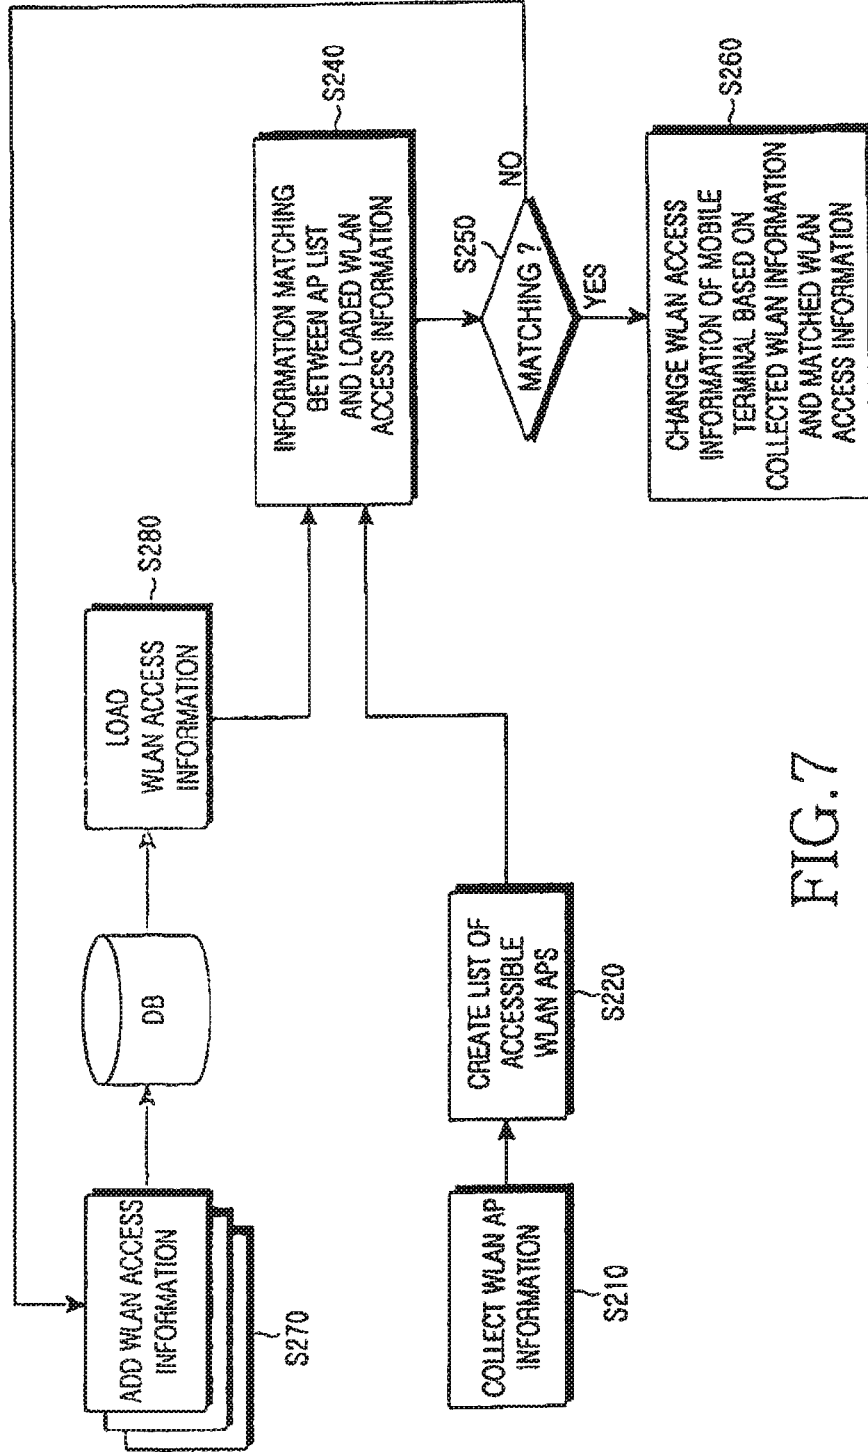 ADD WLAN ACCESS
INFORMATION
S270
DB
LOAD
WLAN ACCESS
INFORMATION
S280
COLLECT WLAN AP
INFORMATION
S210
CREATE LIST OF
ACCESSIBLE
WLAN APS
S220
INFORMATION MATCHING
BETWEEN AP LIST
AND LOADED WLAN
ACCESS INFORMATION
S240
MATCHING ?
S250
NO
YES
CHANGE WLAN ACCESS
INFORMATION OF MOBILE
TERMINAL BASED ON
COLLECTED WLAN INFORMATION
AND MATCHED WLAN
ACCESS INFORMATION
S260
FIG.7